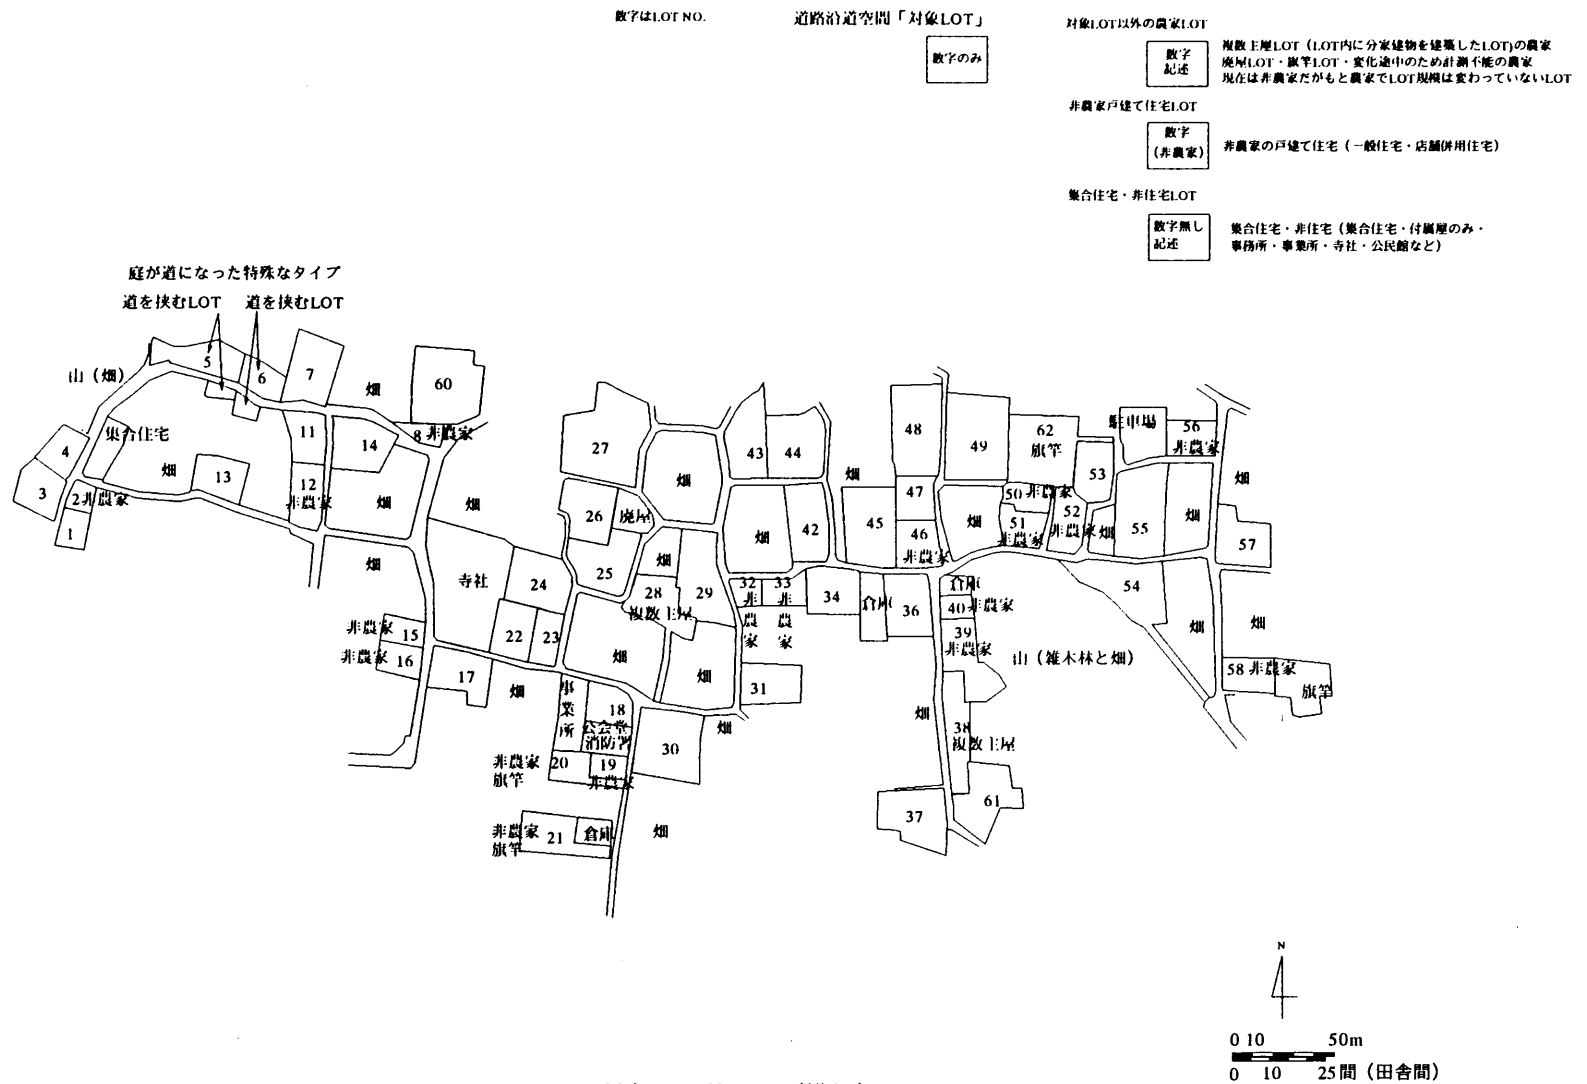 数字はLOT NO.
道路沿道空間「対象LOT」
数字のみ
対象LOT以外の農家LOT
数字
記述
複数主屋LOT（LOT内に分家建物を建築したLOT)の農家
廃屋LOT・旗竿LOT・変化途中のため計測不能の農家
現在は非農家だがもと農家でLOT規模は変わっていないLOT
非農家戸建て住宅LOT
数字
(非農家)
非農家の戸建て住宅（一般住宅・店舗併用住宅）
集合住宅・非住宅LOT
数字無し
記述
集合住宅・非住宅（集合住宅・付属屋のみ・
事務所・事業所・寺社・公民館など）
庭が道になった特殊なタイプ
道を挟むLOT 道を挟むLOT
山（畑）
5
6
7
畑
60
4
3
集合住宅
畑
13
11
12
非農家
14
8 非農家
畑
畑
2 非農家
1
畑
寺社
24
22
23
非農家 15
非農家 16
17
畑
27
26
廃屋
25
畑
畑
28
複数主屋
29
畑
畑
事業所
18
公会堂
消防署
非農家 20
旗竿
19
非農家
30
畑
非農家 21
旗竿
倉庫
畑
43
44
畑
畑
42
32
非農家
33
非農家
31
34
倉庫
36
45
48
47
46
非農家
49
62
旗竿
50 非農家
51
非農家
畑
52
非農家
53
畑
55
畑
駐車場
56
非農家
畑
57
54
畑
畑
58 非農家
旗竿
倉庫
40 非農家
39
非農家
山（雑木林と畑）
畑
38
複数主屋
61
37
N
0 10 50m
0 10 25間（田舎間）